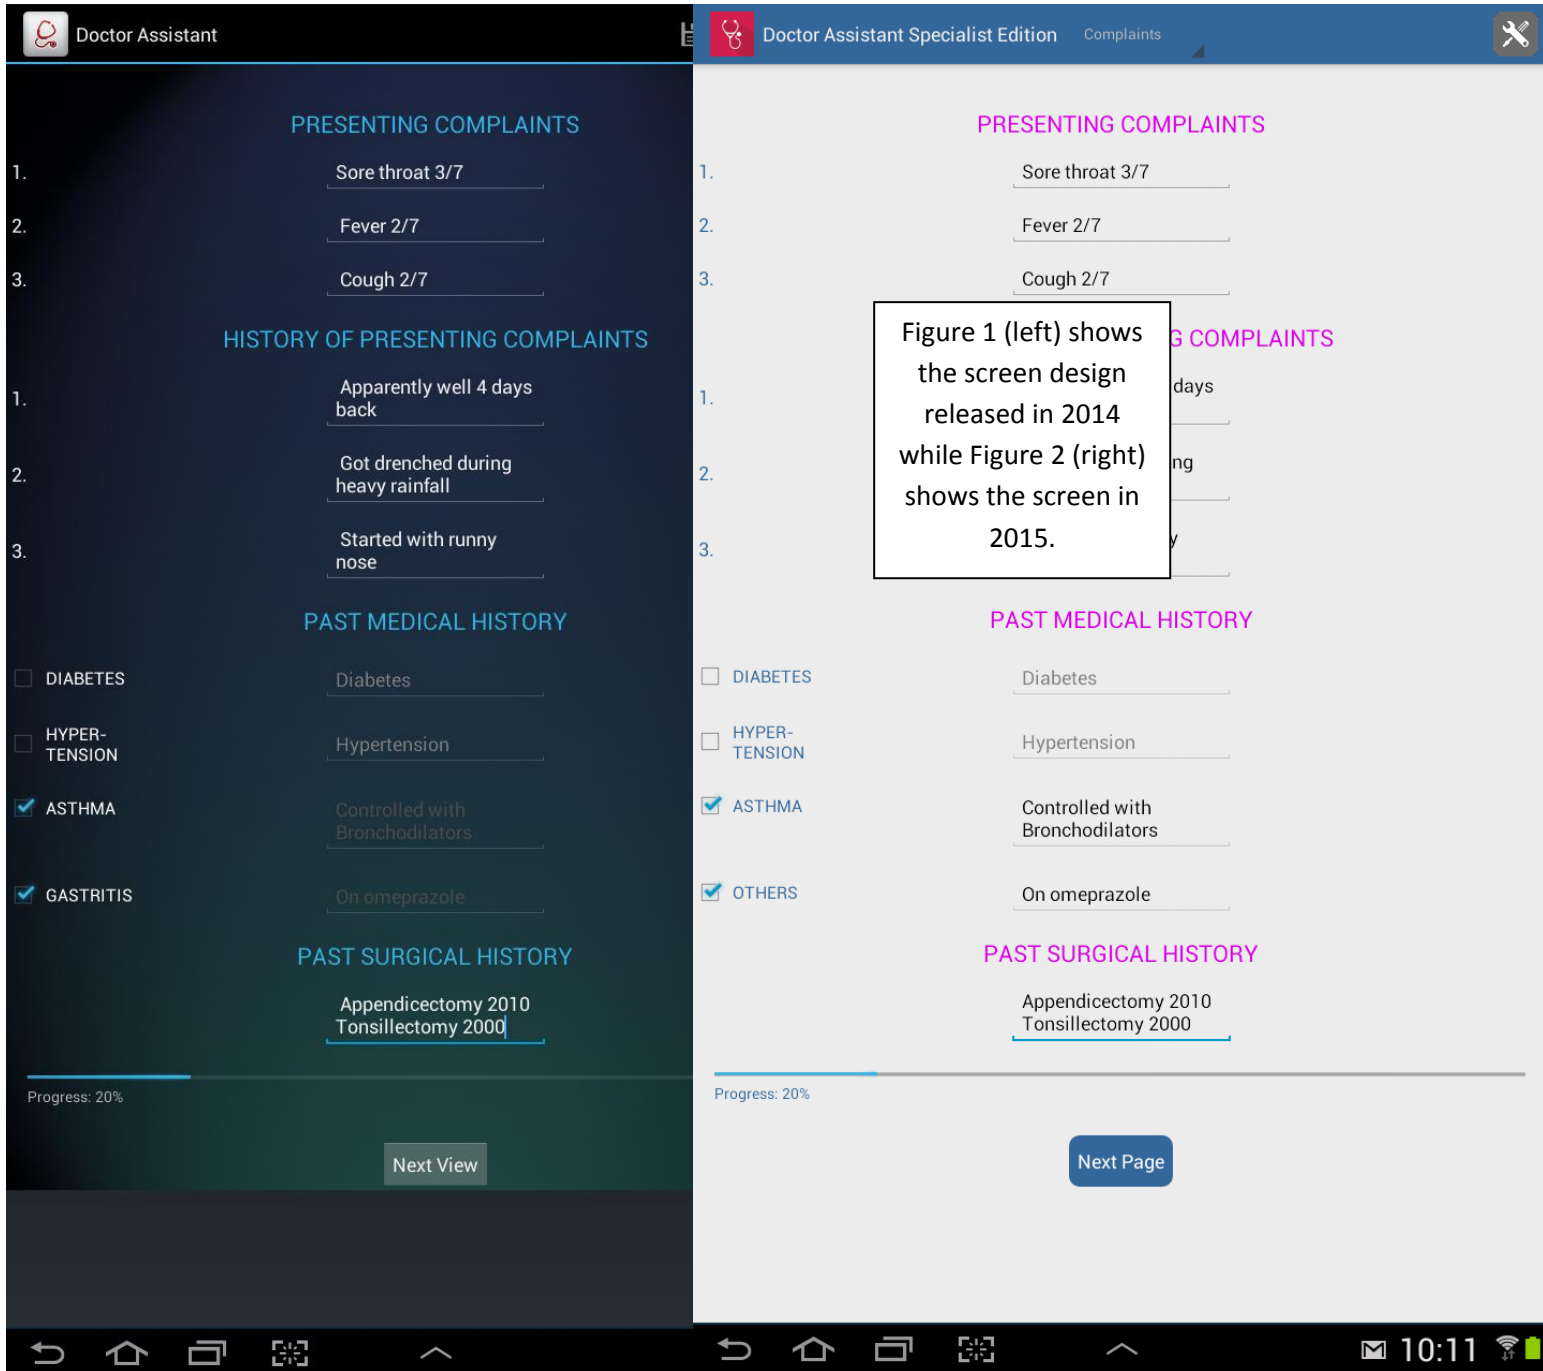 Doctor Assistant
PRESENTING COMPLAINTS
1.
Sore throat 3/7
2.
Fever 2/7
3.
Cough 2/7
HISTORY OF PRESENTING COMPLAINTS
1.
Apparently well 4 days
back
2.
Got drenched during
heavy rainfall
3.
Started with runny
nose
PAST MEDICAL HISTORY
DIABETES
Diabetes
HYPER-
TENSION
Hypertension
ASTHMA
Controlled with
Bronchodilators
GASTRITIS
On omeprazole
PAST SURGICAL HISTORY
Appendicectomy 2010
Tonsillectomy 2000
Progress: 20%
Next View
Doctor Assistant Specialist Edition Complaints
PRESENTING COMPLAINTS
1.
Sore throat 3/7
2.
Fever 2/7
3.
Cough 2/7
COMPLAINTS
1.
days
2.
3.
Figure 1 (left) shows
the screen design
released in 2014
while Figure 2 (right)
shows the screen in
2015.
PAST MEDICAL HISTORY
DIABETES
Diabetes
HYPER-
TENSION
Hypertension
ASTHMA
Controlled with
Bronchodilators
OTHERS
On omeprazole
PAST SURGICAL HISTORY
Appendicectomy 2010
Tonsillectomy 2000
Progress: 20%
Next Page
10:11